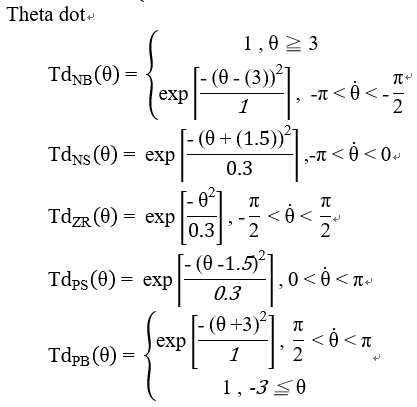 Theta dot↵
Td_NB(θ) = { 1 , θ ≧ 3
exp[-(θ - (3))²/1] , -π < θ̇ < -π/2
Td_NS(θ) = exp[-(θ + (1.5))²/0.3] ,-π < θ̇ < 0↵
Td_ZR(θ) = exp[-θ²/0.3] , -π/2 < θ̇ < π/2↵
Td_PS(θ) = exp[-(θ -1.5)²/0.3] , 0 < θ̇ < π↵
Td_PB(θ) = { exp[-(θ +3)²/1] , π/2 < θ̇ < π
1 , -3 ≦ θ ↵